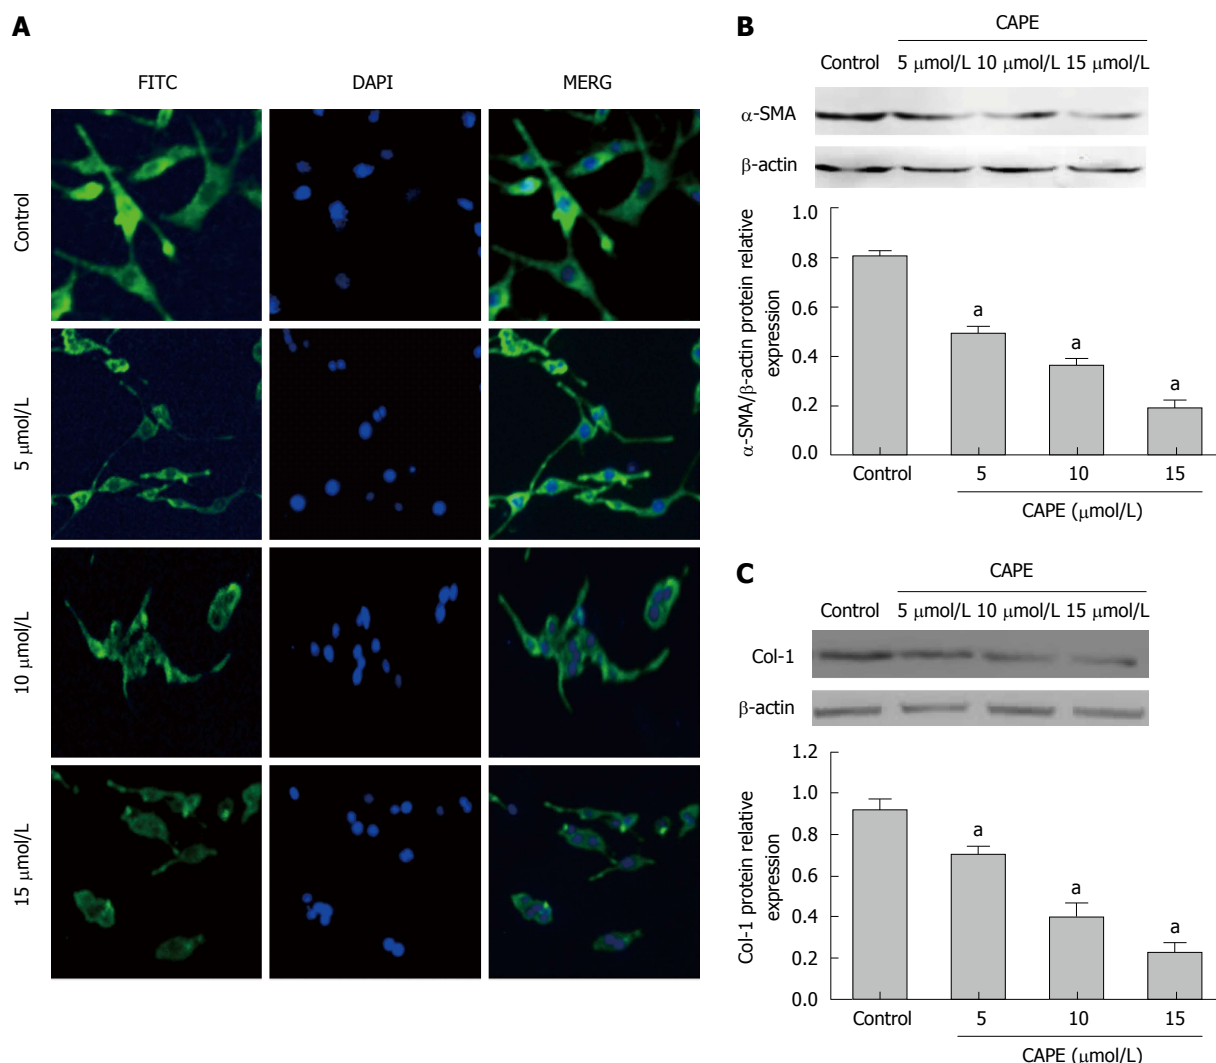 A
FITC DAPI MERG
Control
5 μmol/L
10 μmol/L
15 μmol/L
B
CAPE
Control 5 μmol/L 10 μmol/L 15 μmol/L
α-SMA
β-actin
α-SMA/β-actin protein relative
expression
1.0
0.8
0.6
0.4
0.2
0.0
a
a
a
Control 5 10 15
CAPE (μmol/L)
C
CAPE
Control 5 μmol/L 10 μmol/L 15 μmol/L
Col-1
β-actin
Col-1 protein relative
expression
1.2
1.0
0.8
0.6
0.4
0.2
0.0
a
a
a
Control 5 10 15
CAPE (μmol/L)